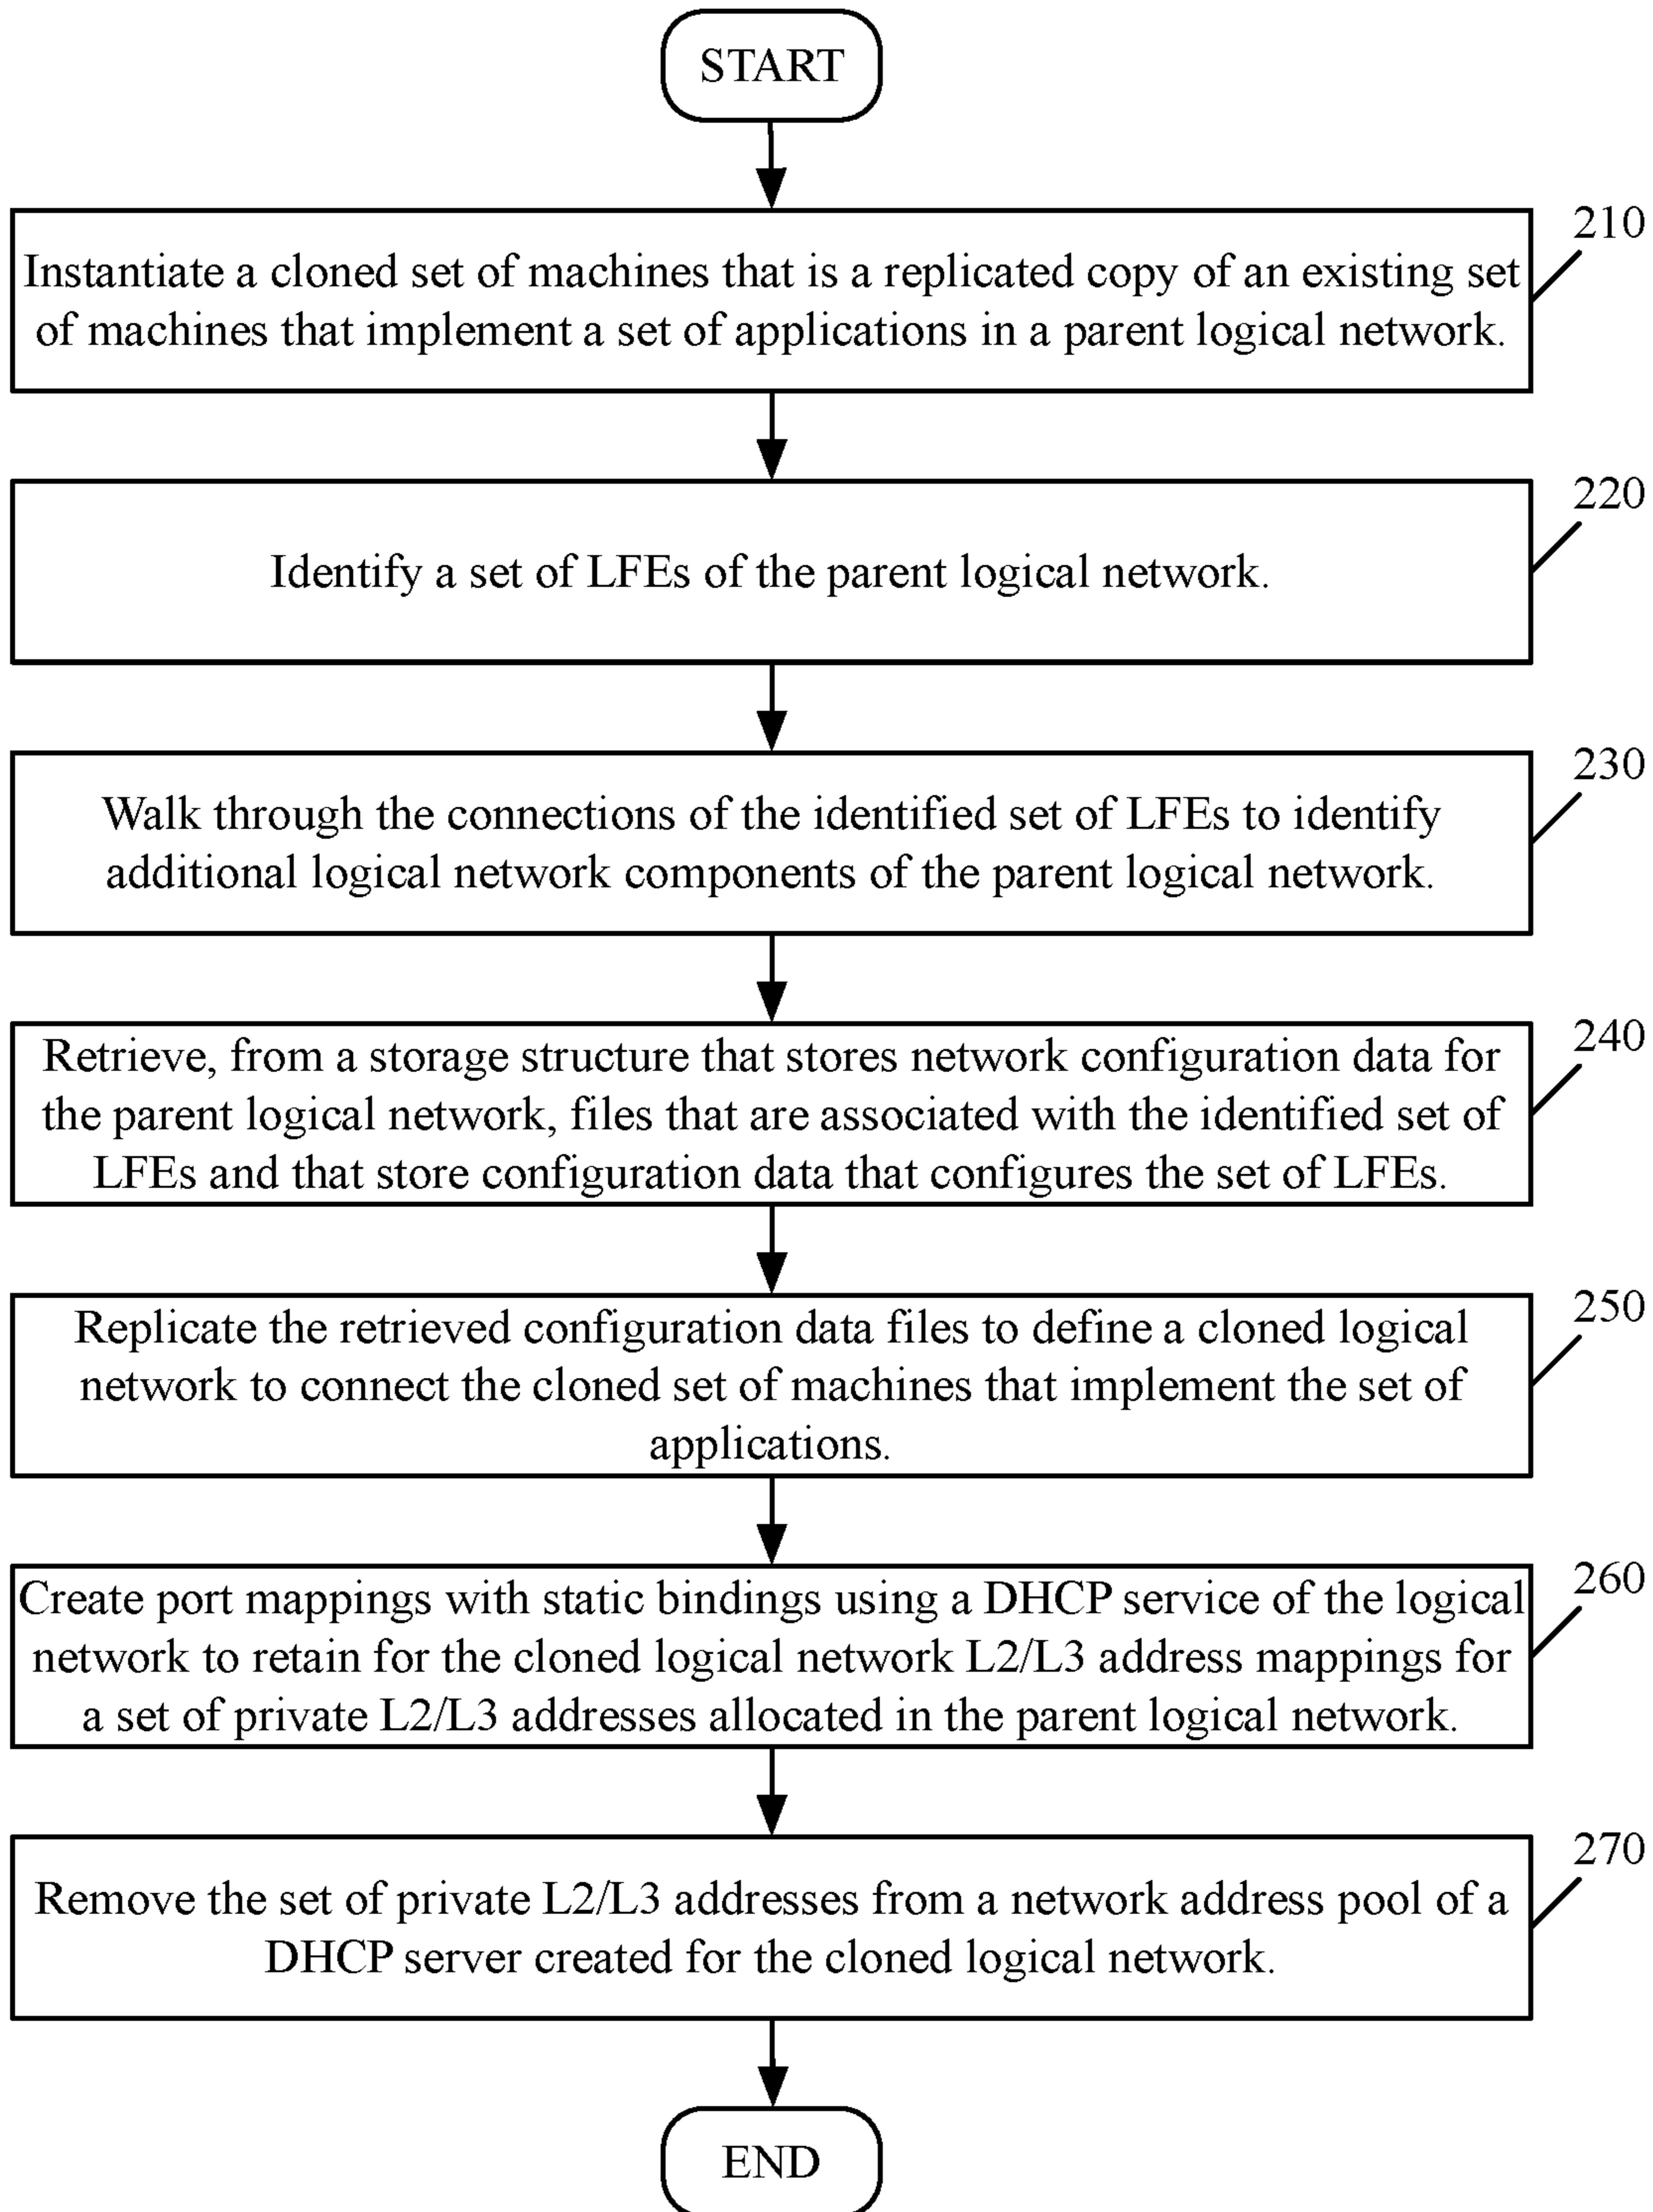 START
210
Instantiate a cloned set of machines that is a replicated copy of an existing set
of machines that implement a set of applications in a parent logical network.
220
Identify a set of LFEs of the parent logical network.
230
Walk through the connections of the identified set of LFEs to identify
additional logical network components of the parent logical network.
240
Retrieve, from a storage structure that stores network configuration data for
the parent logical network, files that are associated with the identified set of
LFEs and that store configuration data that configures the set of LFEs.
250
Replicate the retrieved configuration data files to define a cloned logical
network to connect the cloned set of machines that implement the set of
applications.
260
Create port mappings with static bindings using a DHCP service of the logical
network to retain for the cloned logical network L2/L3 address mappings for
a set of private L2/L3 addresses allocated in the parent logical network.
270
Remove the set of private L2/L3 addresses from a network address pool of a
DHCP server created for the cloned logical network.
END